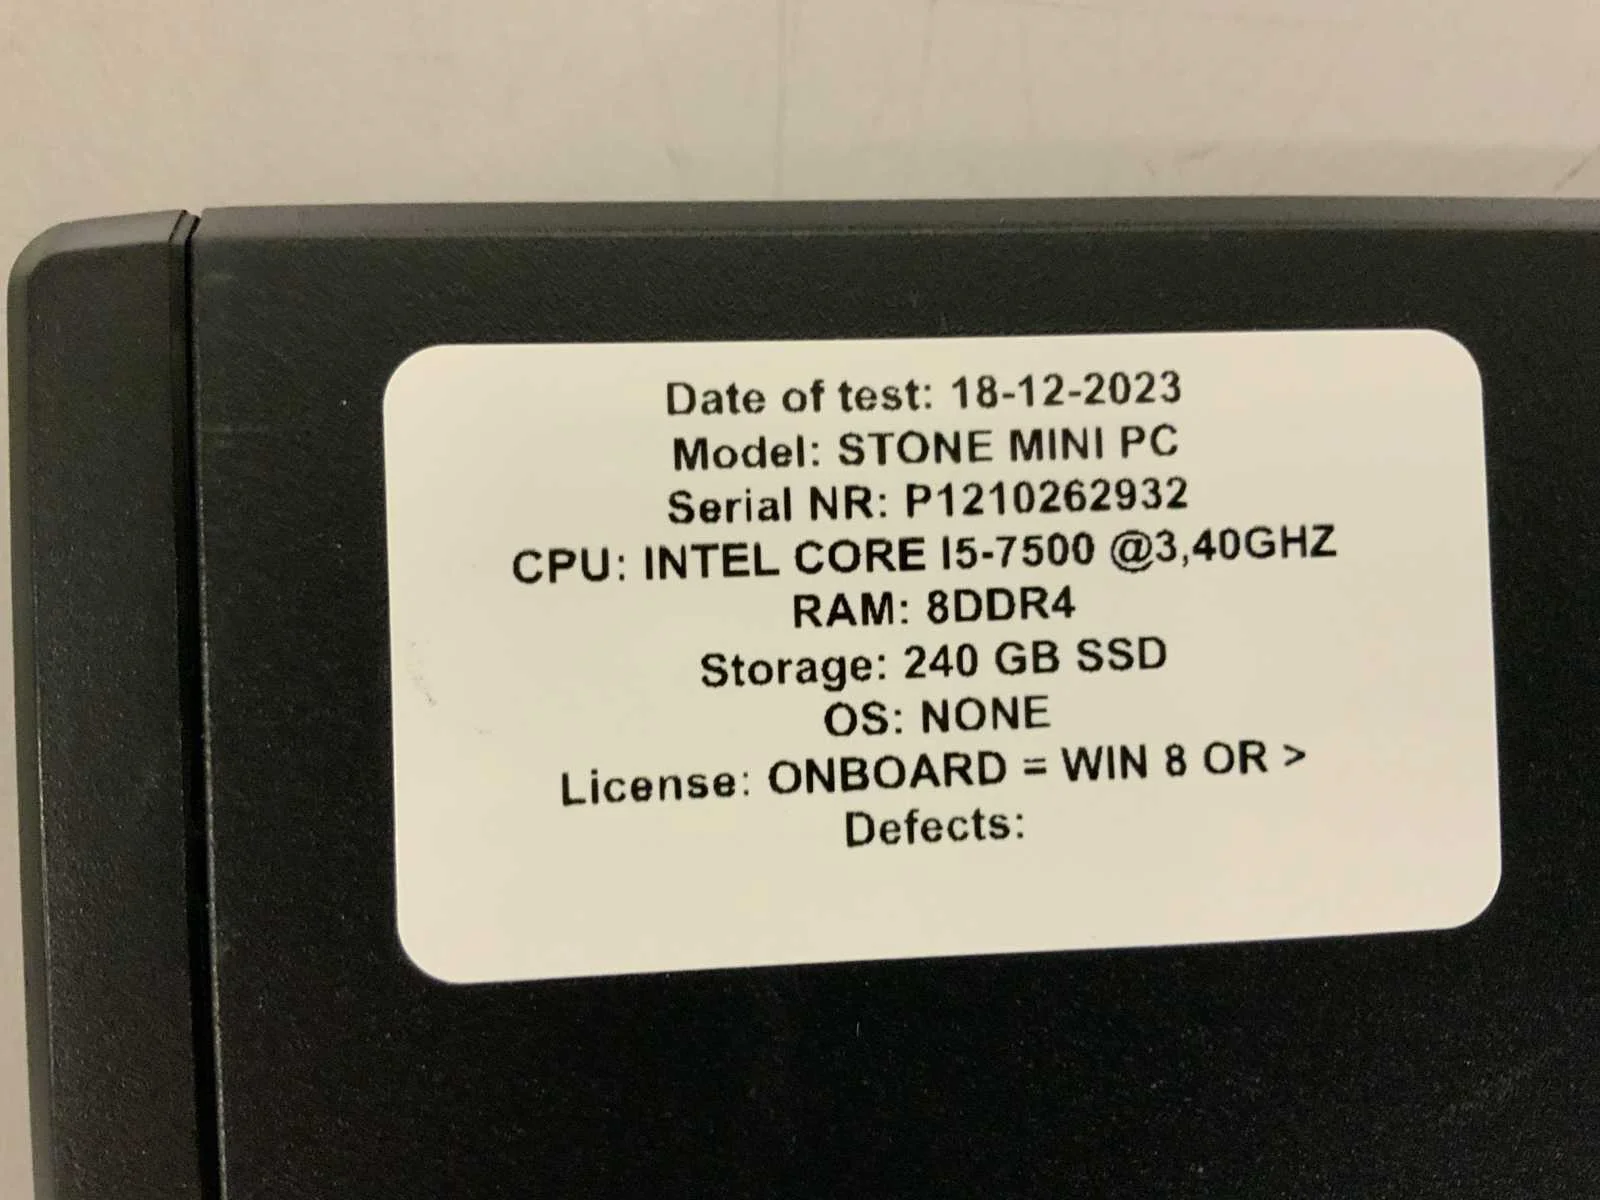 Date of test: 18-12-2023
Model: STONE MINI PC
Serial NR: P1210262932
CPU: INTEL CORE I5-7500 @3,40GHZ
RAM: 8DDR4
Storage: 240 GB SSD
OS: NONE
License: ONBOARD = WIN 8 OR >
Defects: